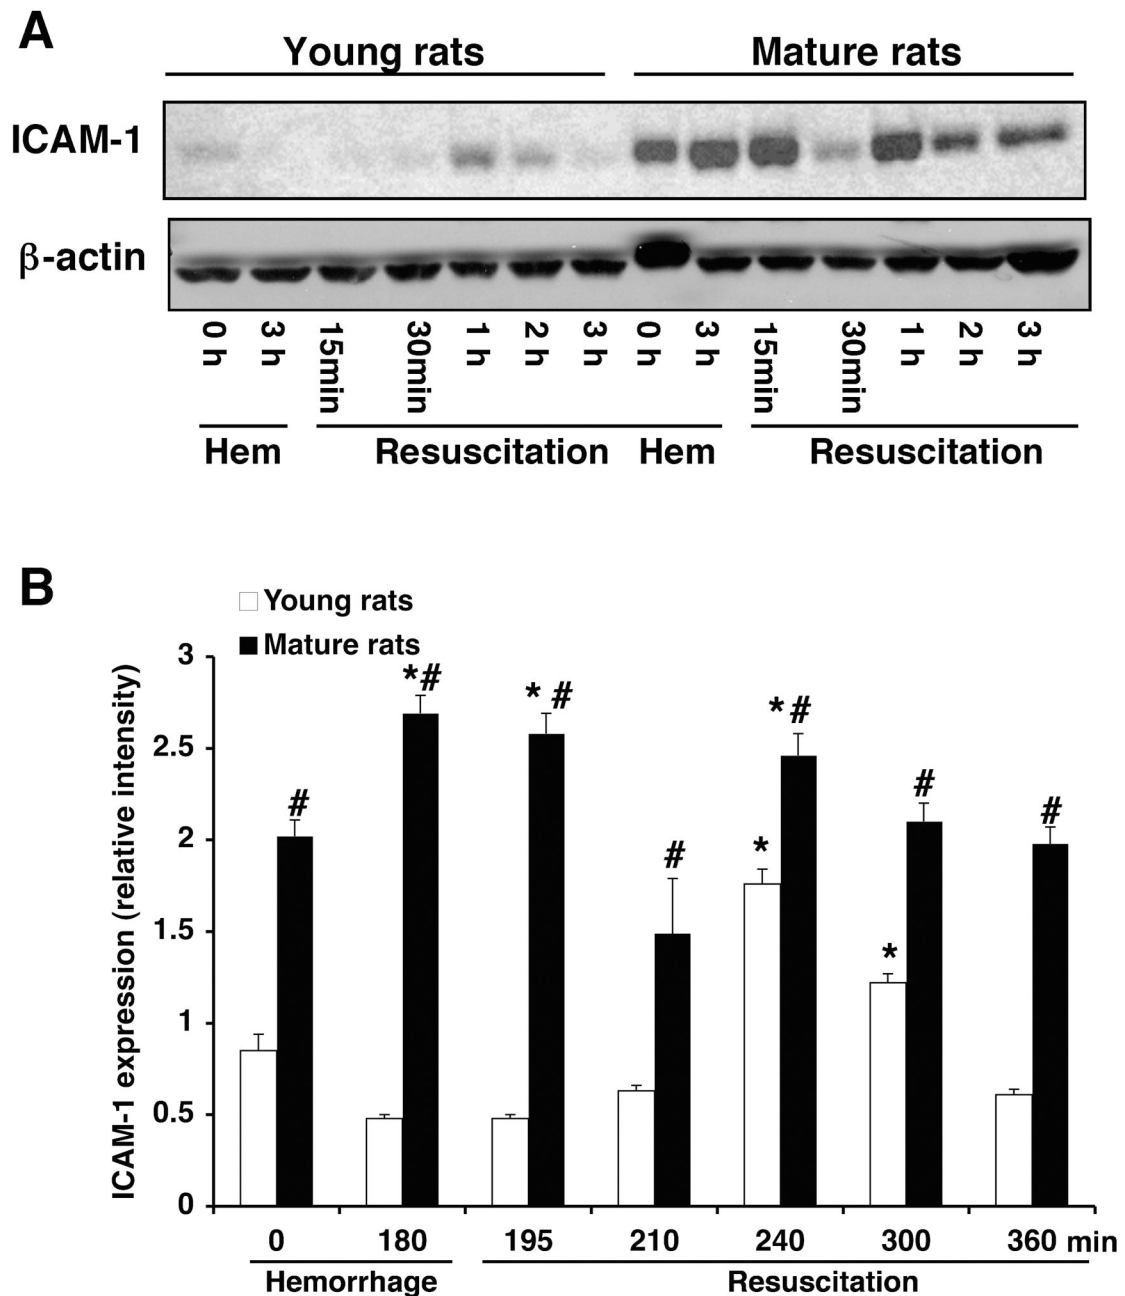 A
Young rats Mature rats
ICAM-1
β-actin
0 h 3 h 15min 30min 1 h 2 h 3 h 0 h 3 h 15min 30min 1 h 2 h 3 h
Hem Resuscitation Hem Resuscitation
B
Young rats
Mature rats
ICAM-1 expression (relative intensity)
3
2.5
2
1.5
1
0.5
0
# *# * # # * *# * # #
0 180 195 210 240 300 360 min
Hemorrhage Resuscitation